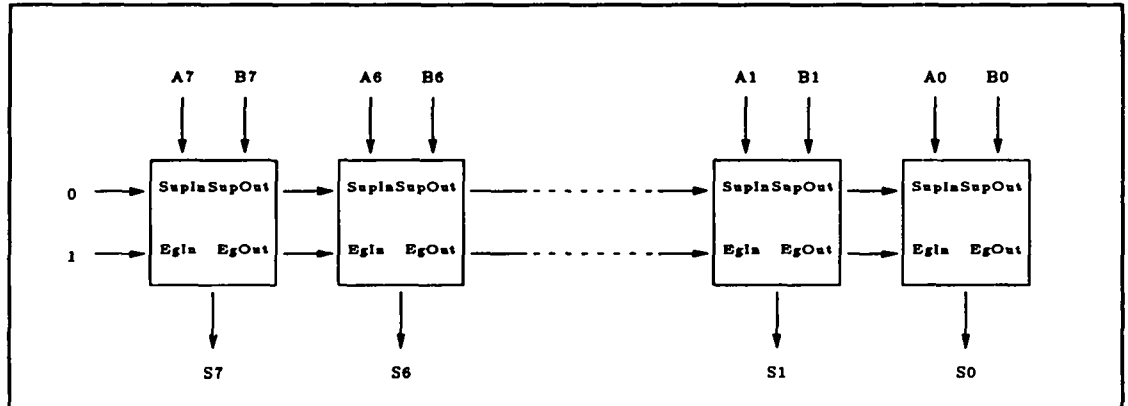 A7 B7 A6 B6 A1 B1 A0 B0
0 SupIn SupOut SupIn SupOut SupIn SupOut SupIn SupOut
1 EgIn EgOut EgIn EgOut EgIn EgOut EgIn EgOut
S7 S6 S1 S0